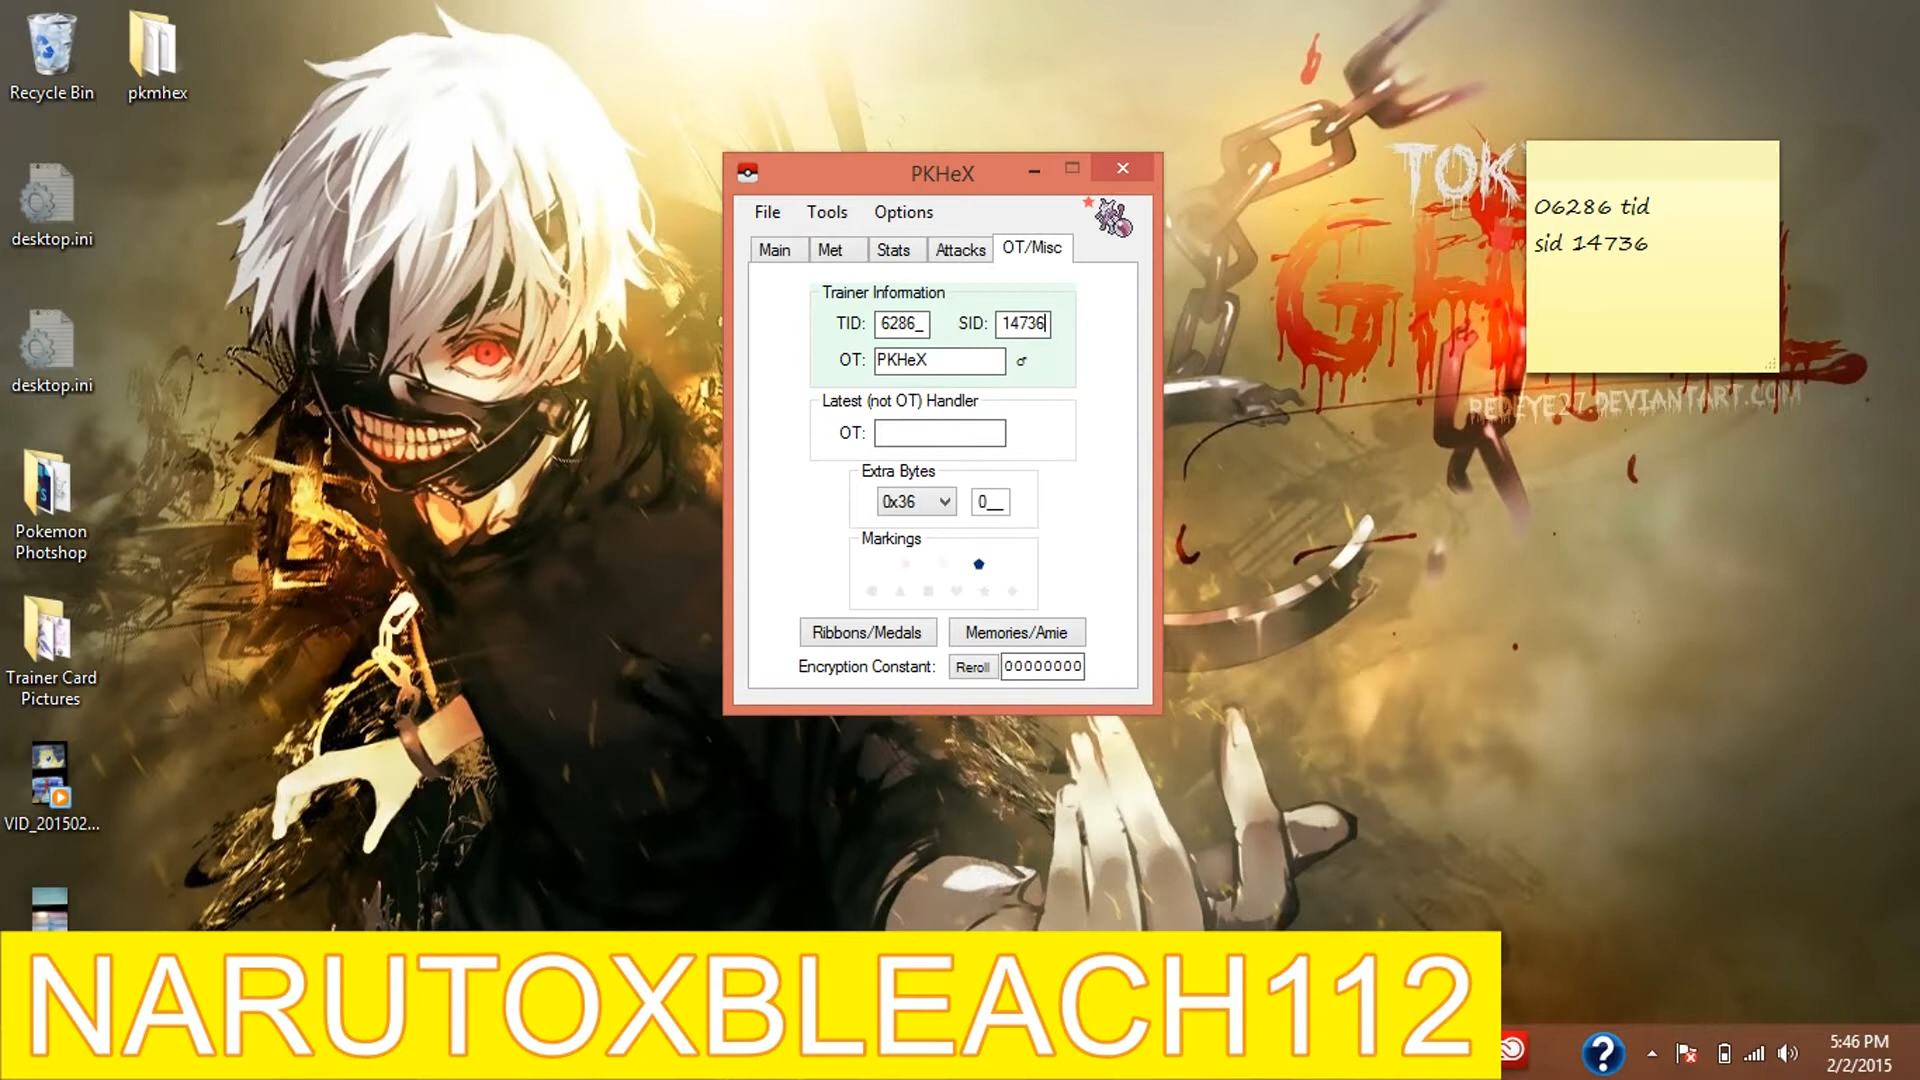 Recycle Bin
pkmhex
desktop.ini
desktop.ini
Pokemon
Photshop
Trainer Card
Pictures
VID_201502...
PKHeX
File Tools Options
Main Met Stats Attacks OT/Misc
Trainer Information
TID: 6286_ SID: 14736
OT: PKHeX ♂
Latest (not OT) Handler
OT:
Extra Bytes
0x36 0__
Markings
Ribbons/Medals Memories/Amie
Encryption Constant: Reroll 00000000
06286 tid
sid 14736
REDEYE27.DEVIANTART.COM
NARUTOXBLEACH112
5:46 PM
2/2/2015